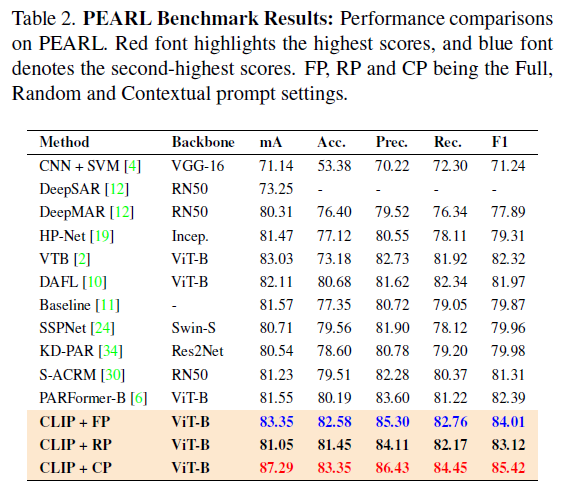 Table 2. PEARL Benchmark Results: Performance comparisons
on PEARL. Red font highlights the highest scores, and blue font
denotes the second-highest scores. FP, RP and CP being the Full,
Random and Contextual prompt settings.
Method Backbone mA Acc. Prec. Rec. F1
CNN + SVM [4] VGG-16 71.14 53.38 70.22 72.30 71.24
DeepSAR [12] RN50 73.25 - - - -
DeepMAR [12] RN50 80.31 76.40 79.52 76.34 77.89
HP-Net [19] Incep. 81.47 77.12 80.55 78.11 79.31
VTB [2] ViT-B 83.03 73.18 82.73 81.92 82.32
DAFL [10] ViT-B 82.11 80.68 81.62 82.34 81.97
Baseline [11] - 81.57 77.35 80.72 79.05 79.87
SSPNet [24] Swin-S 80.71 79.56 81.90 78.12 79.96
KD-PAR [34] Res2Net 80.54 78.60 80.78 79.20 79.98
S-ACRM [30] RN50 81.23 79.51 82.28 80.37 81.31
PARFormer-B [6] ViT-B 81.55 80.19 83.60 81.22 82.39
CLIP + FP ViT-B 83.35 82.58 85.30 82.76 84.01
CLIP + RP ViT-B 81.05 81.45 84.11 82.17 83.12
CLIP + CP ViT-B 87.29 83.35 86.43 84.45 85.42